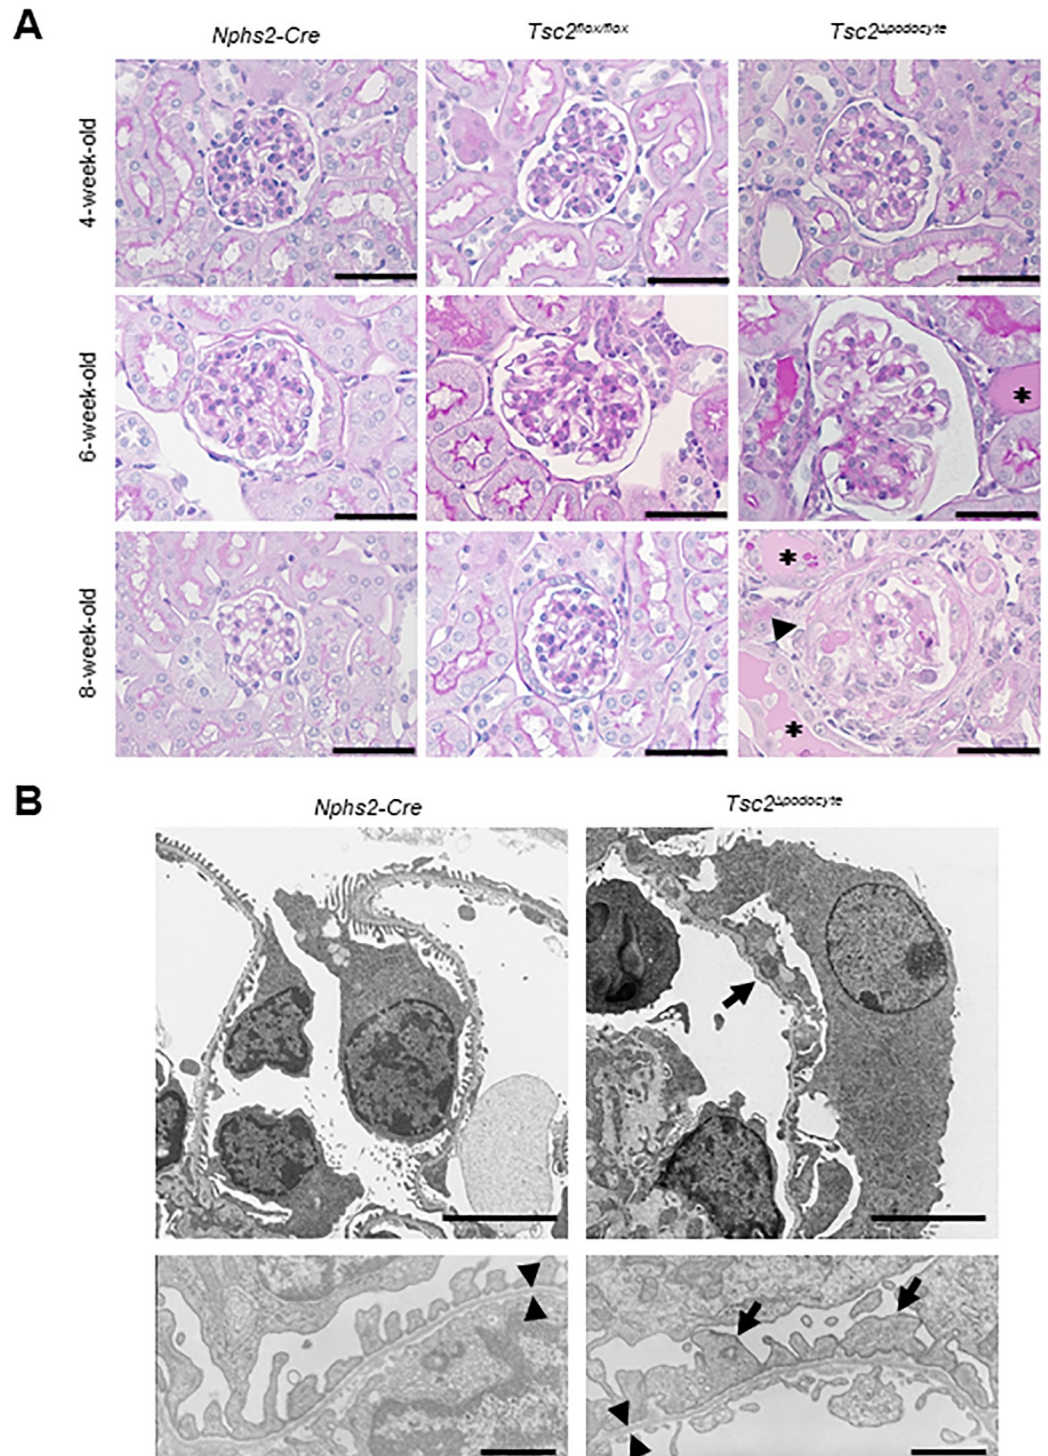 A
Nphs2-Cre Tsc2flox/flox Tsc2Δpodocyte
4-week-old
6-week-old
*
8-week-old
*
*
B
Nphs2-Cre Tsc2Δpodocyte